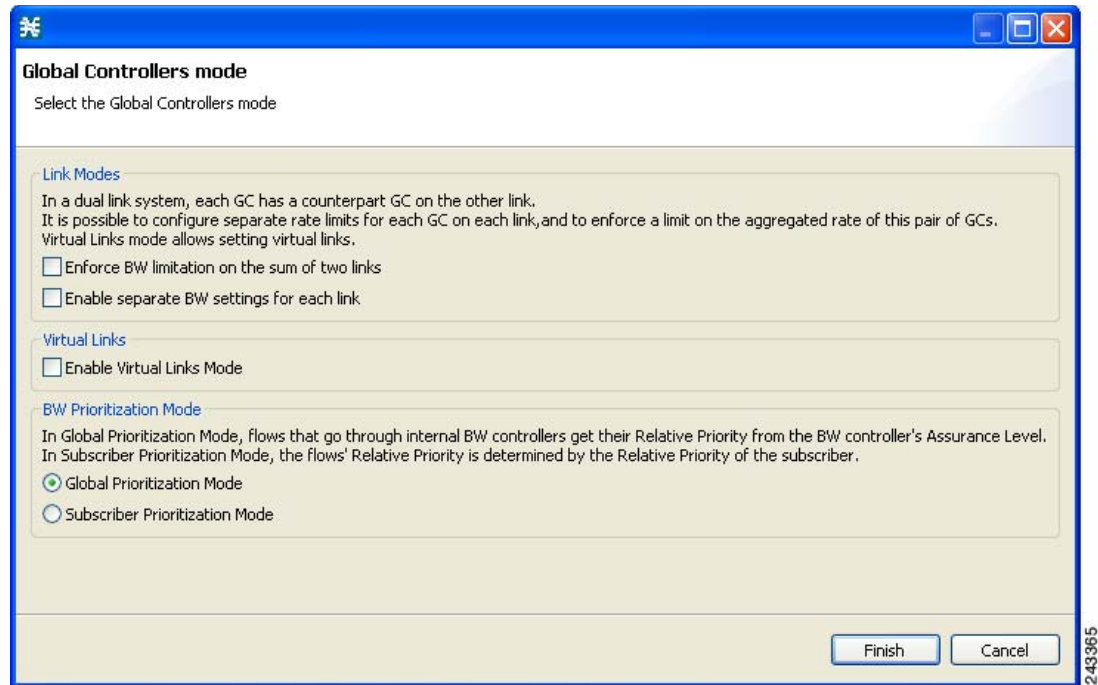 Global Controllers mode
Select the Global Controllers mode
Link Modes
In a dual link system, each GC has a counterpart GC on the other link.
It is possible to configure separate rate limits for each GC on each link,and to enforce a limit on the aggregated rate of this pair of GCs.
Virtual Links mode allows setting virtual links.
Enforce BW limitation on the sum of two links
Enable separate BW settings for each link
Virtual Links
Enable Virtual Links Mode
BW Prioritization Mode
In Global Prioritization Mode, flows that go through internal BW controllers get their Relative Priority from the BW controller's Assurance Level.
In Subscriber Prioritization Mode, the flows' Relative Priority is determined by the Relative Priority of the subscriber.
Global Prioritization Mode
Subscriber Prioritization Mode
Finish
Cancel
243365